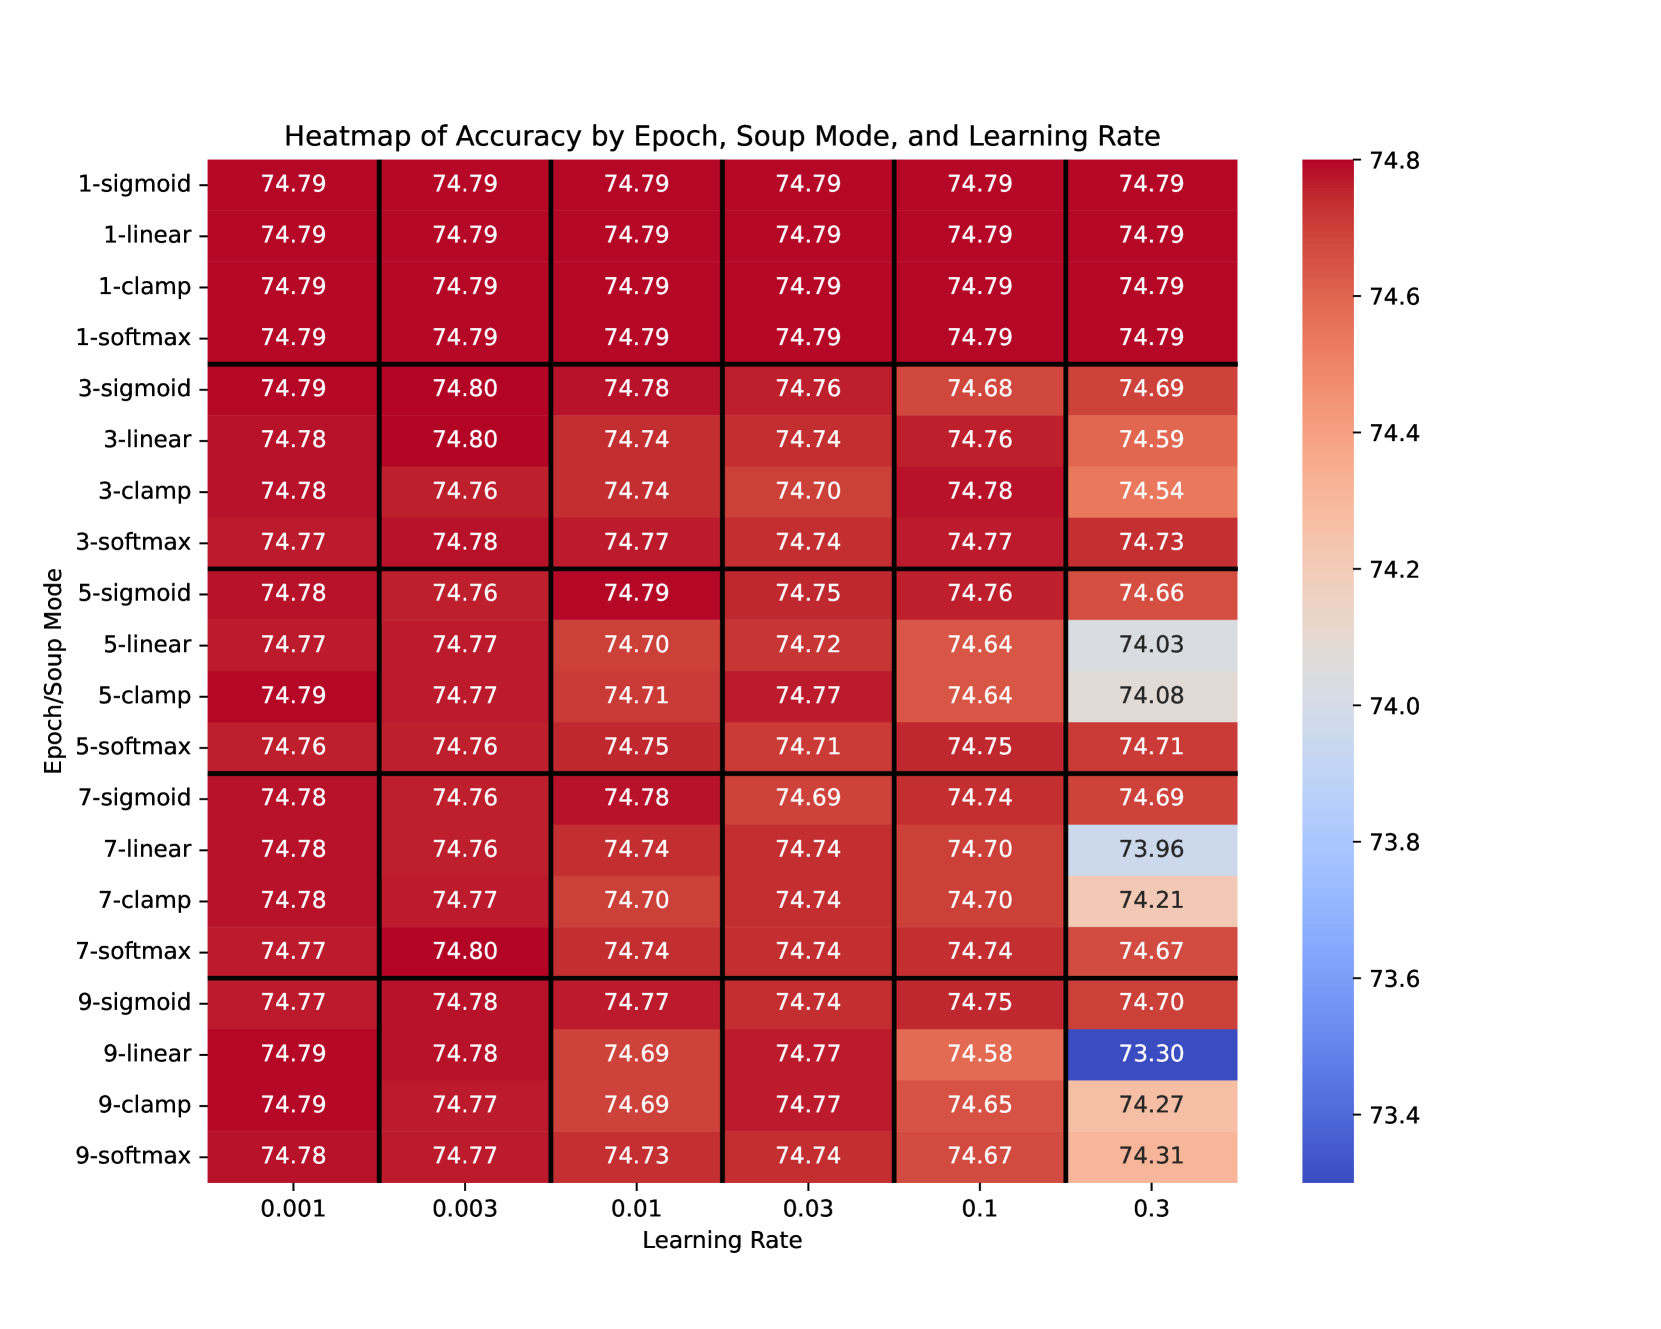 Heatmap of Accuracy by Epoch, Soup Mode, and Learning Rate
1-sigmoid 74.79 74.79 74.79 74.79 74.79 74.79
1-linear 74.79 74.79 74.79 74.79 74.79 74.79
1-clamp 74.79 74.79 74.79 74.79 74.79 74.79
1-softmax 74.79 74.79 74.79 74.79 74.79 74.79
3-sigmoid 74.79 74.80 74.78 74.76 74.68 74.69
3-linear 74.78 74.80 74.74 74.74 74.76 74.59
3-clamp 74.78 74.76 74.74 74.70 74.78 74.54
3-softmax 74.77 74.78 74.77 74.74 74.77 74.73
5-sigmoid 74.78 74.76 74.79 74.75 74.76 74.66
5-linear 74.77 74.77 74.70 74.72 74.64 74.03
5-clamp 74.79 74.77 74.71 74.77 74.64 74.08
5-softmax 74.76 74.76 74.75 74.71 74.75 74.71
7-sigmoid 74.78 74.76 74.78 74.69 74.74 74.69
7-linear 74.78 74.76 74.74 74.74 74.70 73.96
7-clamp 74.78 74.77 74.70 74.74 74.70 74.21
7-softmax 74.77 74.80 74.74 74.74 74.74 74.67
9-sigmoid 74.77 74.78 74.77 74.74 74.75 74.70
9-linear 74.79 74.78 74.69 74.77 74.58 73.30
9-clamp 74.79 74.77 74.69 74.77 74.65 74.27
9-softmax 74.78 74.77 74.73 74.74 74.67 74.31
0.001 0.003 0.01 0.03 0.1 0.3
Learning Rate
Epoch/Soup Mode
74.8
74.6
74.4
74.2
74.0
73.8
73.6
73.4